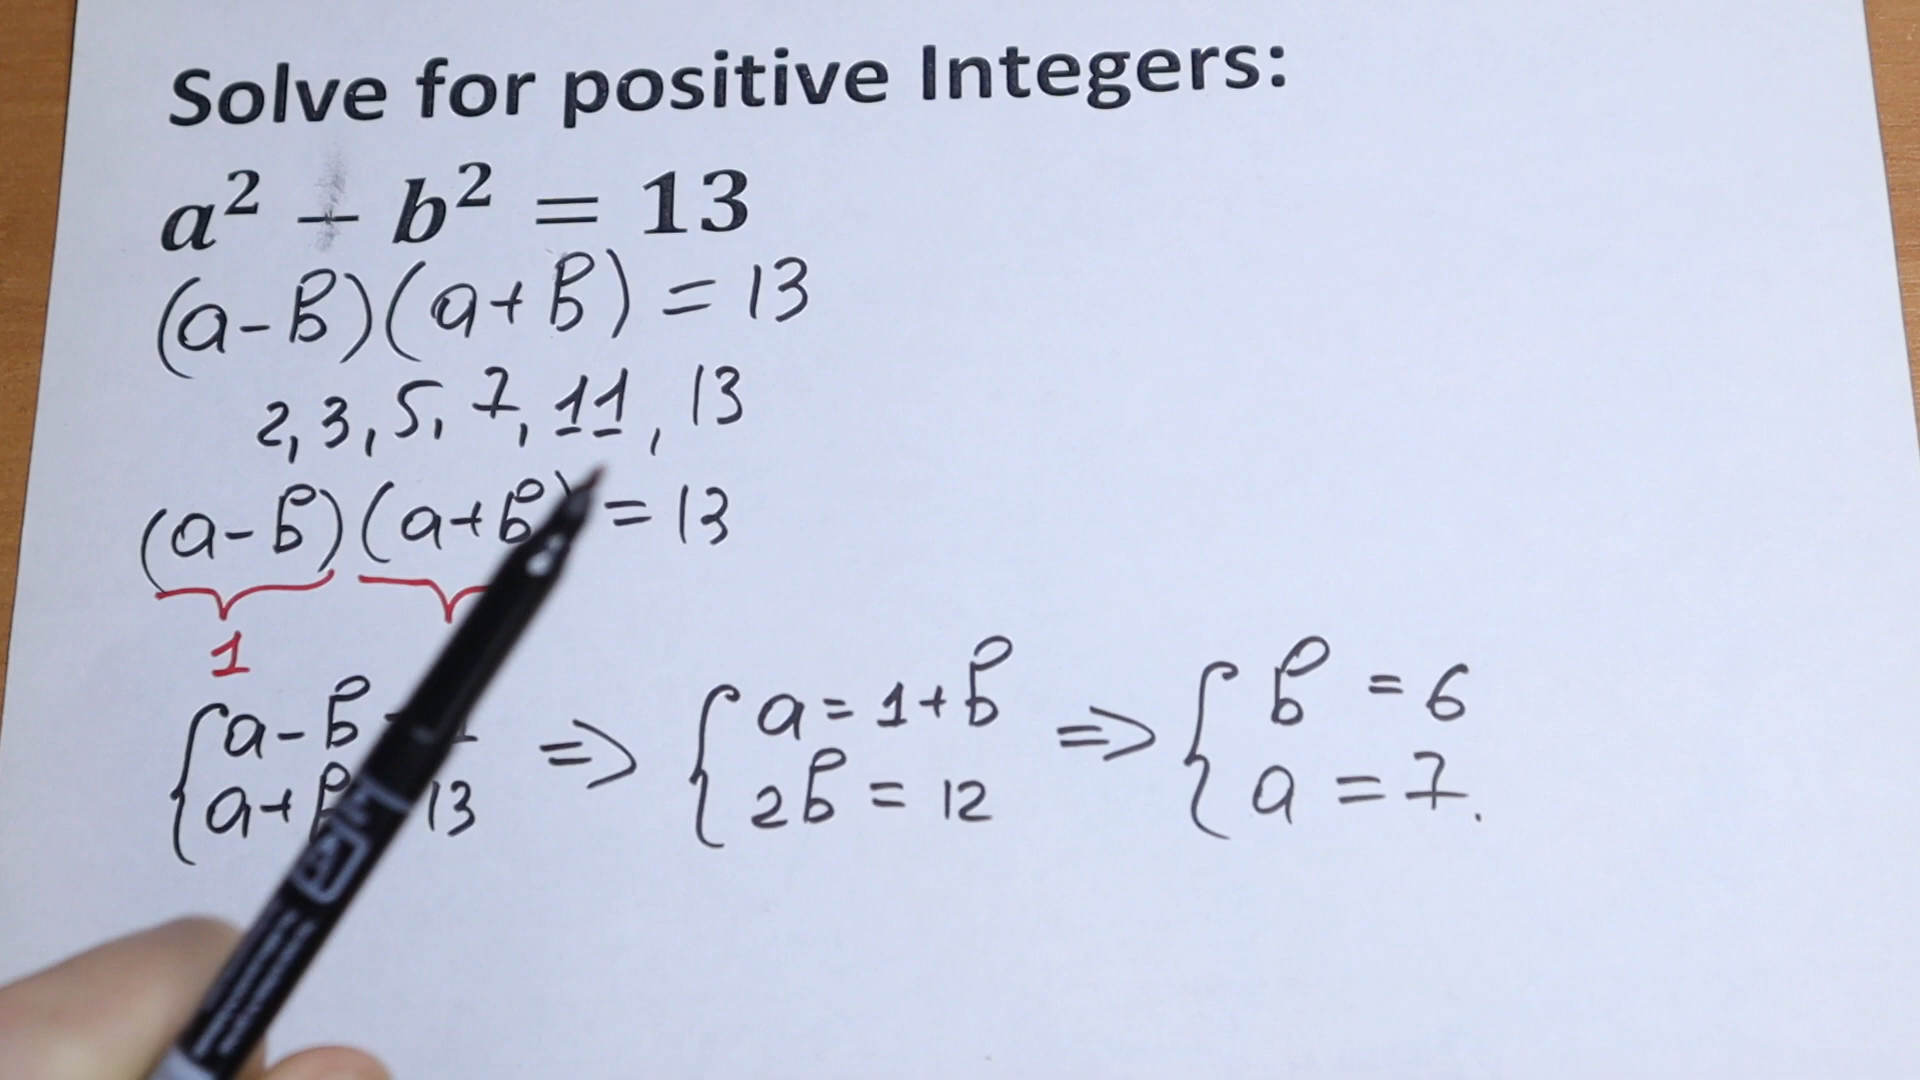 Solve for positive Integers:
a² − b² = 13
(a-b)(a+b) = 13
2, 3, 5, 7, 11, 13
(a-b)(a+b) = 13
1
{ a-b 1 => { a = 1+b => { b = 6
a+b 13 2b = 12 a = 7.